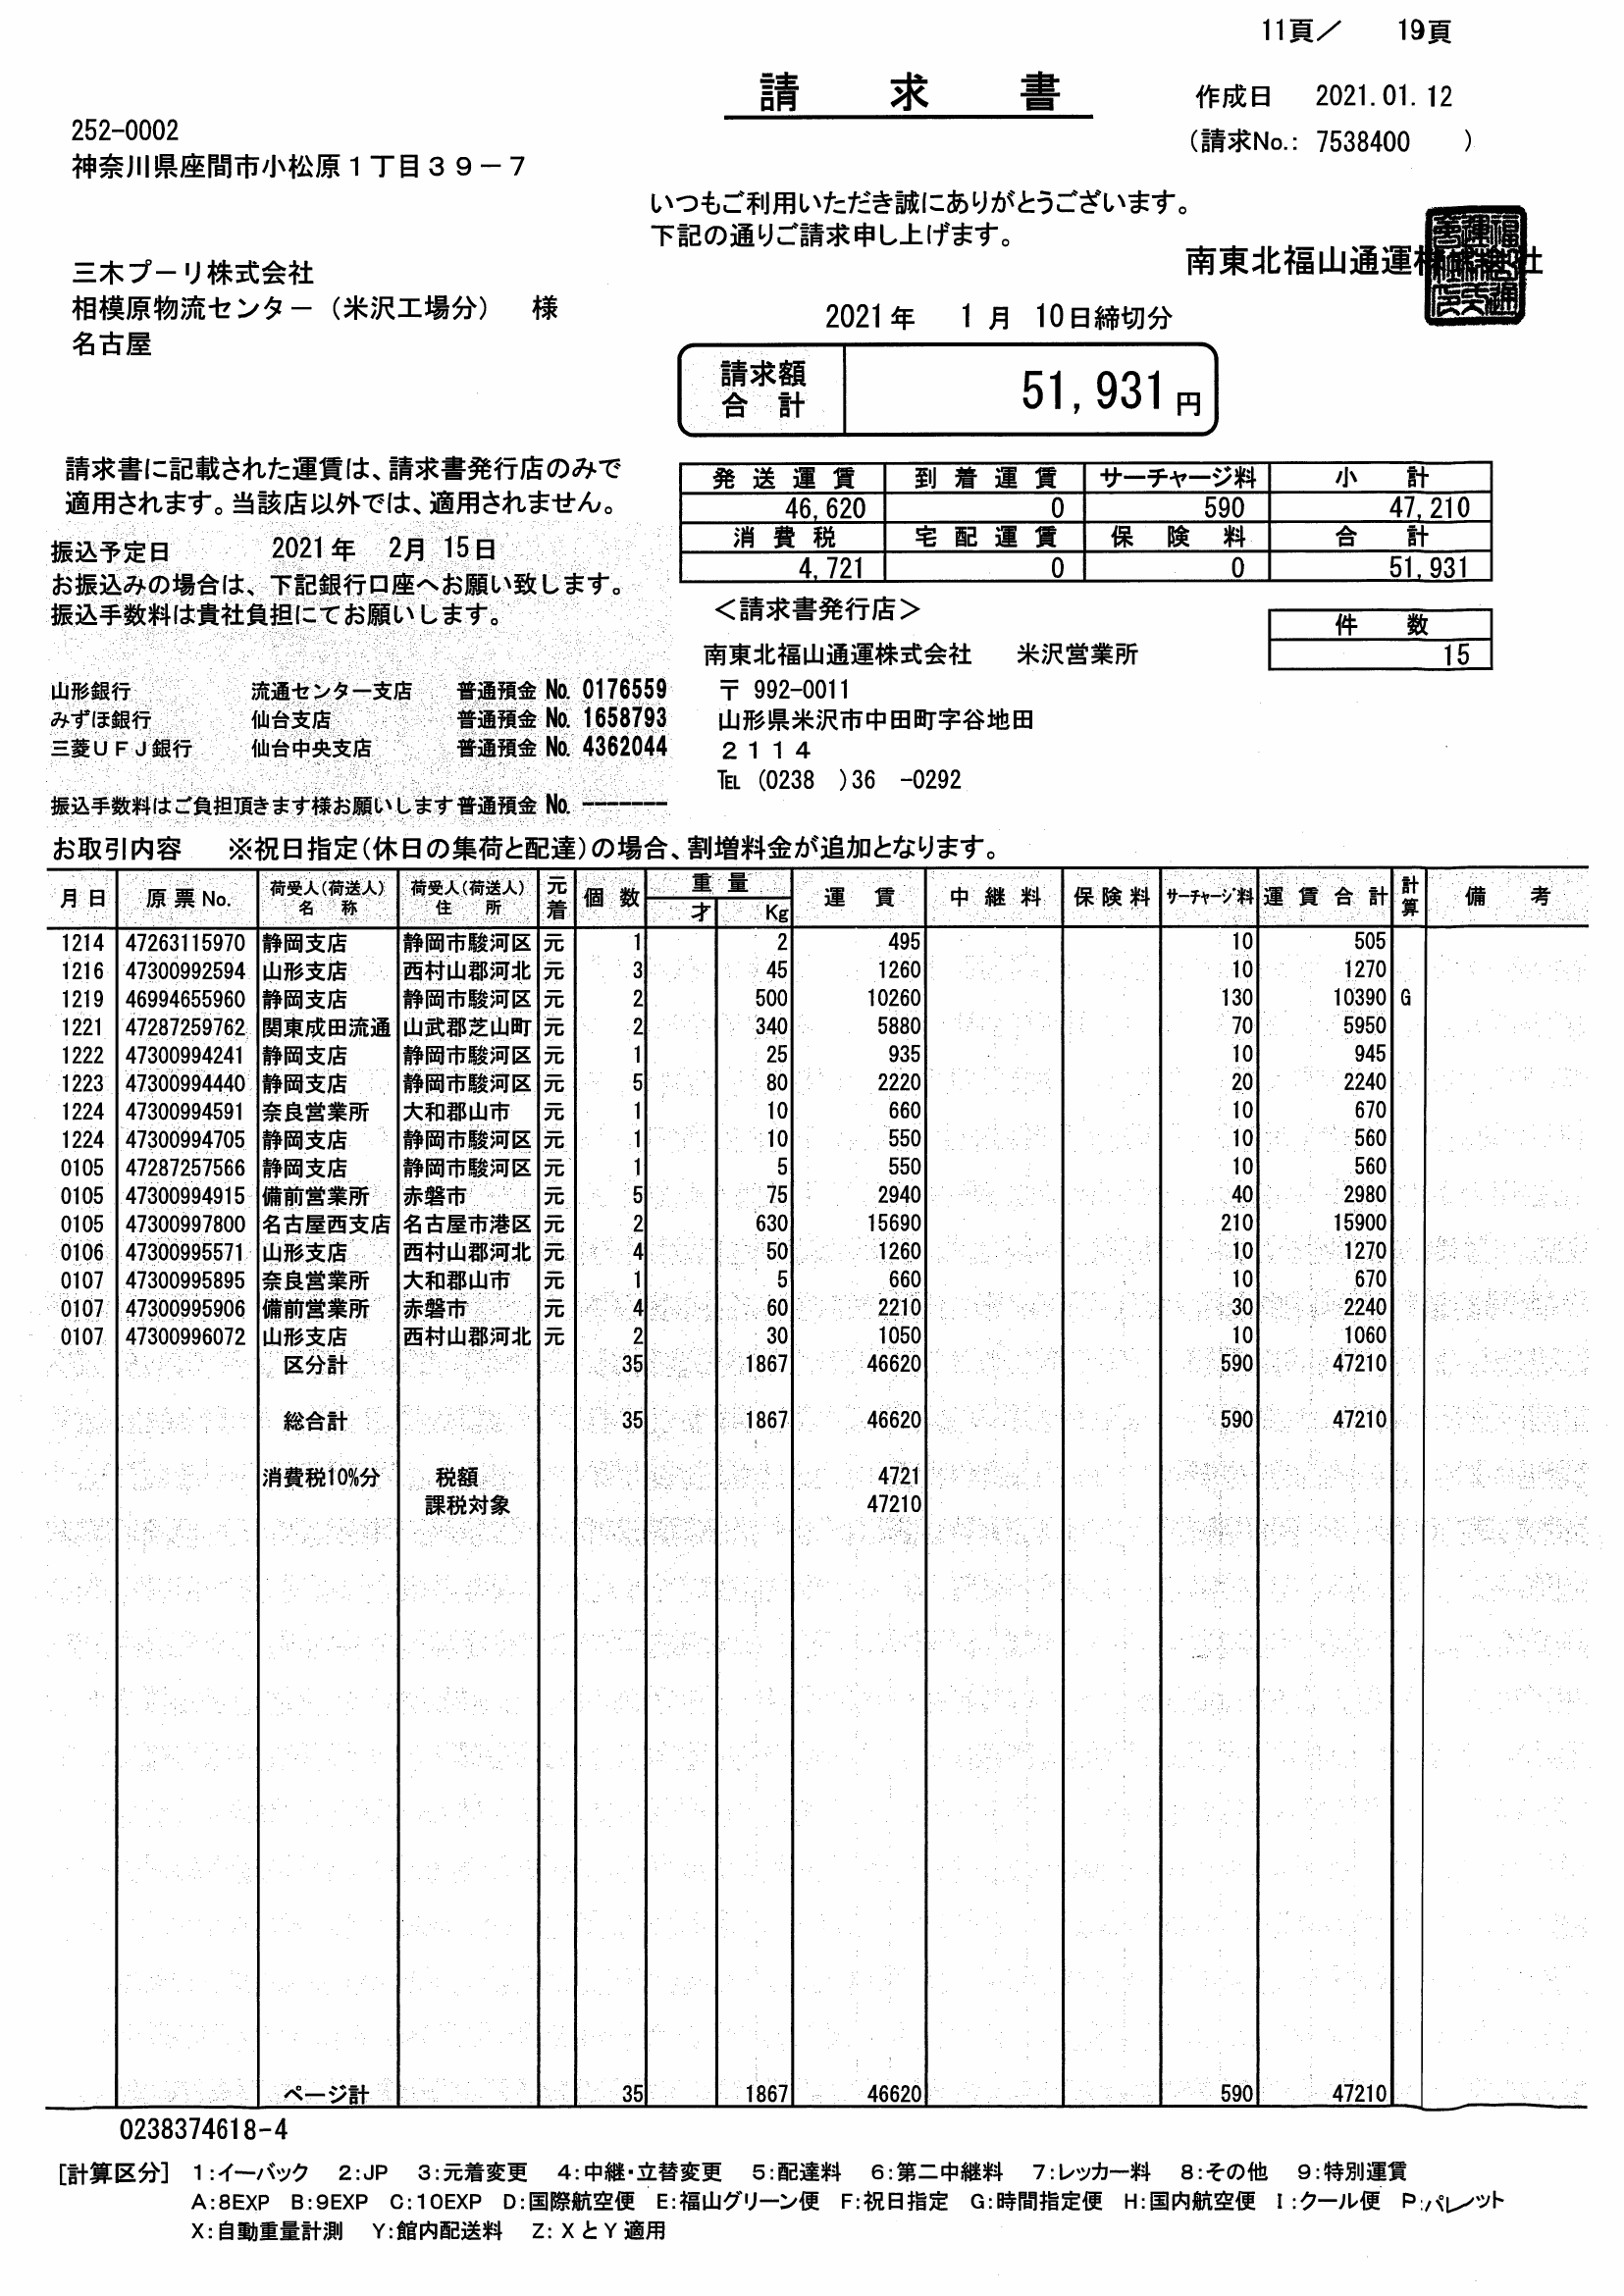 11頁／　19頁
請　求　書
作成日　2021.01.12
(請求No.: 7538400　)
252-0002
神奈川県座間市小松原１丁目３９－７
いつもご利用いただき誠にありがとうございます。
下記の通りご請求申し上げます。
南東北福山通運株式会社
三木プーリ株式会社
相模原物流センター（米沢工場分）　様
名古屋
2021年　1月　10日締切分
請求額合計　51,931円
請求書に記載された運賃は、請求書発行店のみで
適用されます。当該店以外では、適用されません。
発送運賃　到着運賃　サーチャージ料　小計
46,620　0　590　47,210
消費税　宅配運賃　保険料　合計
4,721　0　0　51,931
振込予定日　2021年　2月　15日
お振込みの場合は、下記銀行口座へお願い致します。
振込手数料は貴社負担にてお願いします。
＜請求書発行店＞
件数
15
南東北福山通運株式会社　米沢営業所
〒 992-0011
山形県米沢市中田町字谷地田
２１１４
℡ (0238　)36　-0292
山形銀行　流通センター支店　普通預金 No. 0176559
みずほ銀行　仙台支店　普通預金 No. 1658793
三菱ＵＦＪ銀行　仙台中央支店　普通預金 No. 4362044
振込手数料はご負担頂きます様お願いします 普通預金 No. -------
お取引内容　※祝日指定(休日の集荷と配達)の場合、割増料金が追加となります。
月日　原票No.　荷受人(荷送人)名称　荷受人(荷送人)住所　元着　個数　重量　才　Kg　運賃　中継料　保険料　サーチャージ料　運賃合計　計算　備考
1214 47263115970 静岡支店 静岡市駿河区 元 1 2 495 10 505
1216 47300992594 山形支店 西村山郡河北 元 3 45 1260 10 1270
1219 46994655960 静岡支店 静岡市駿河区 元 2 500 10260 130 10390 G
1221 47287259762 関東成田流通 山武郡芝山町 元 2 340 5880 70 5950
1222 47300994241 静岡支店 静岡市駿河区 元 1 25 935 10 945
1223 47300994440 静岡支店 静岡市駿河区 元 5 80 2220 20 2240
1224 47300994591 奈良営業所 大和郡山市 元 1 10 660 10 670
1224 47300994705 静岡支店 静岡市駿河区 元 1 10 550 10 560
0105 47287257566 静岡支店 静岡市駿河区 元 1 5 550 10 560
0105 47300994915 備前営業所 赤磐市 元 5 75 2940 40 2980
0105 47300997800 名古屋西支店 名古屋市港区 元 2 630 15690 210 15900
0106 47300995571 山形支店 西村山郡河北 元 4 50 1260 10 1270
0107 47300995895 奈良営業所 大和郡山市 元 1 5 660 10 670
0107 47300995906 備前営業所 赤磐市 元 4 60 2210 30 2240
0107 47300996072 山形支店 西村山郡河北 元 2 30 1050 10 1060
区分計 35 1867 46620 590 47210
総合計 35 1867 46620 590 47210
消費税10%分 税額 4721
課税対象 47210
ページ計 35 1867 46620 590 47210
0238374618-4
[計算区分]　1:イーバック　2:JP　3:元着変更　4:中継・立替変更　5:配達料　6:第二中継料　7:レッカー料　8:その他　9:特別運賃
A:8EXP　B:9EXP　C:10EXP　D:国際航空便　E:福山グリーン便　F:祝日指定　G:時間指定便　H:国内航空便　I:クール便　P:パレット
X:自動重量計測　Y:館内配送料　Z:XとY適用